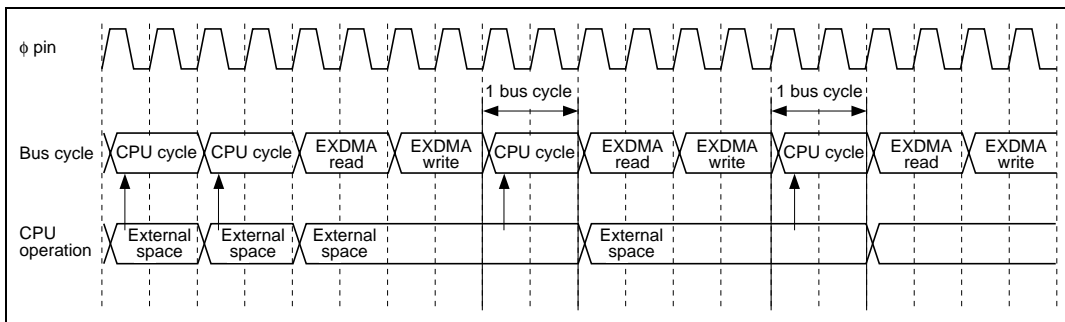 φ pin
1 bus cycle
1 bus cycle
Bus cycle
CPU cycle
CPU cycle
EXDMA
read
EXDMA
write
CPU cycle
EXDMA
read
EXDMA
write
CPU cycle
EXDMA
read
EXDMA
write
CPU
operation
External
space
External
space
External
space
External
space